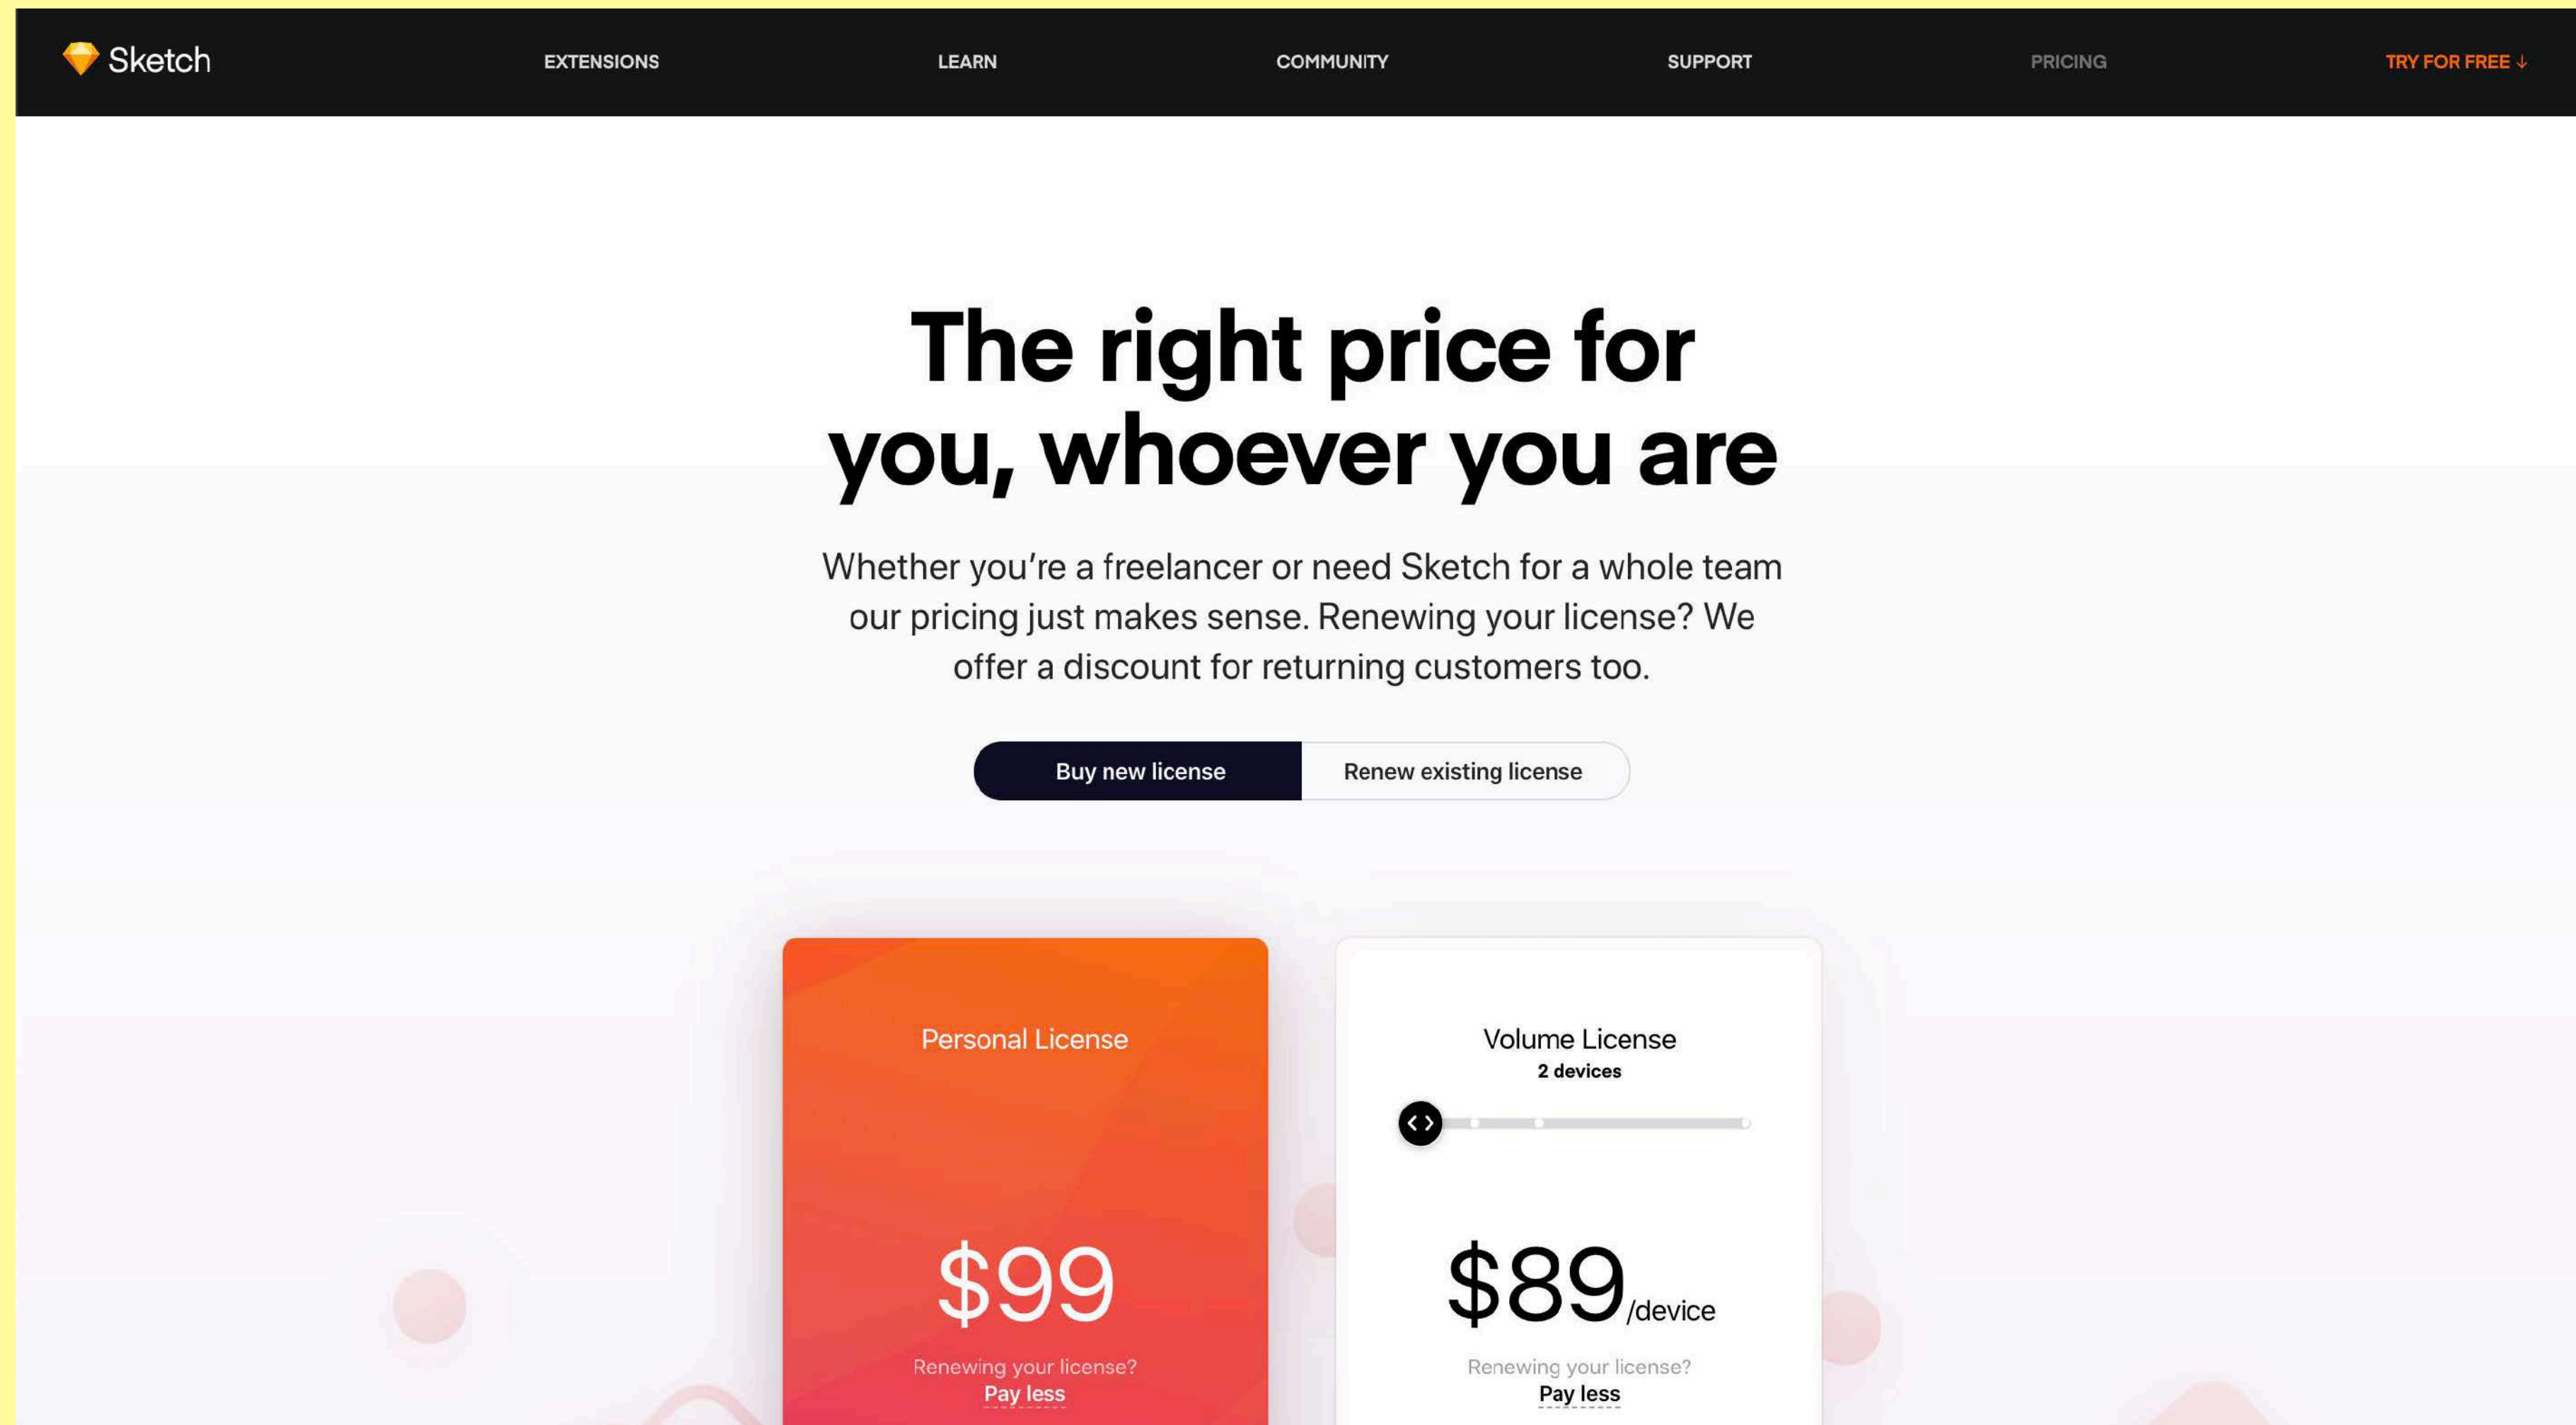 Sketch
EXTENSIONS
LEARN
COMMUNITY
SUPPORT
PRICING
TRY FOR FREE ↓
The right price for
you, whoever you are
Whether you're a freelancer or need Sketch for a whole team
our pricing just makes sense. Renewing your license? We
offer a discount for returning customers too.
Buy new license
Renew existing license
Personal License
$99
Renewing your license?
Pay less
Volume License
2 devices
$89/device
Renewing your license?
Pay less